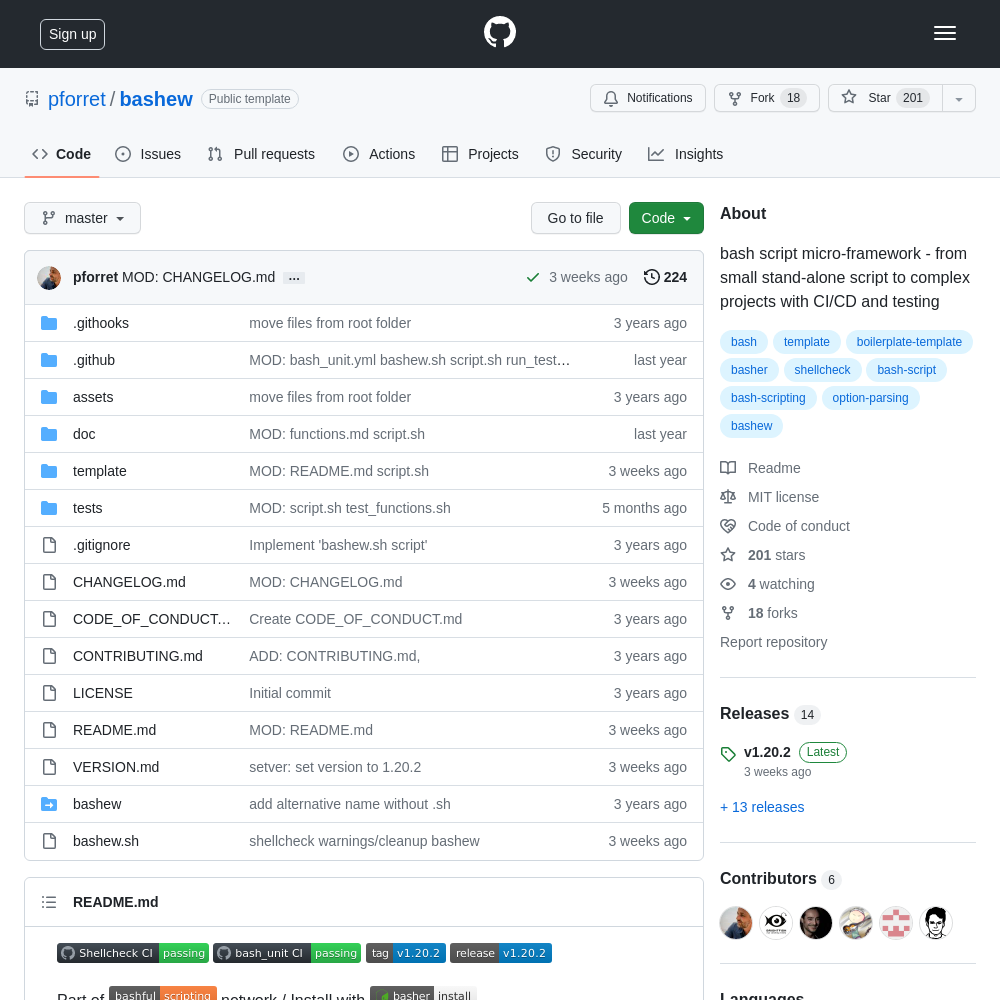 Sign up
pforret / bashew Public template
Notifications
Fork 18
Star 201
Code
Issues
Pull requests
Actions
Projects
Security
Insights
master
Go to file
Code
pforret MOD: CHANGELOG.md ...
3 weeks ago
224
.githooks move files from root folder 3 years ago
.github MOD: bash_unit.yml bashew.sh script.sh run_test… last year
assets move files from root folder 3 years ago
doc MOD: functions.md script.sh last year
template MOD: README.md script.sh 3 weeks ago
tests MOD: script.sh test_functions.sh 5 months ago
.gitignore Implement 'bashew.sh script' 3 years ago
CHANGELOG.md MOD: CHANGELOG.md 3 weeks ago
CODE_OF_CONDUCT… Create CODE_OF_CONDUCT.md 3 years ago
CONTRIBUTING.md ADD: CONTRIBUTING.md, 3 years ago
LICENSE Initial commit 3 years ago
README.md MOD: README.md 3 weeks ago
VERSION.md setver: set version to 1.20.2 3 weeks ago
bashew add alternative name without .sh 3 years ago
bashew.sh shellcheck warnings/cleanup bashew 3 weeks ago
README.md
Shellcheck CI passing bash_unit CI passing tag v1.20.2 release v1.20.2
Part of bashful scripting network / Install with basher install
About
bash script micro-framework - from
small stand-alone script to complex
projects with CI/CD and testing
bash template boilerplate-template
basher shellcheck bash-script
bash-scripting option-parsing
bashew
Readme
MIT license
Code of conduct
201 stars
4 watching
18 forks
Report repository
Releases 14
v1.20.2 Latest
3 weeks ago
+ 13 releases
Contributors 6
Languages